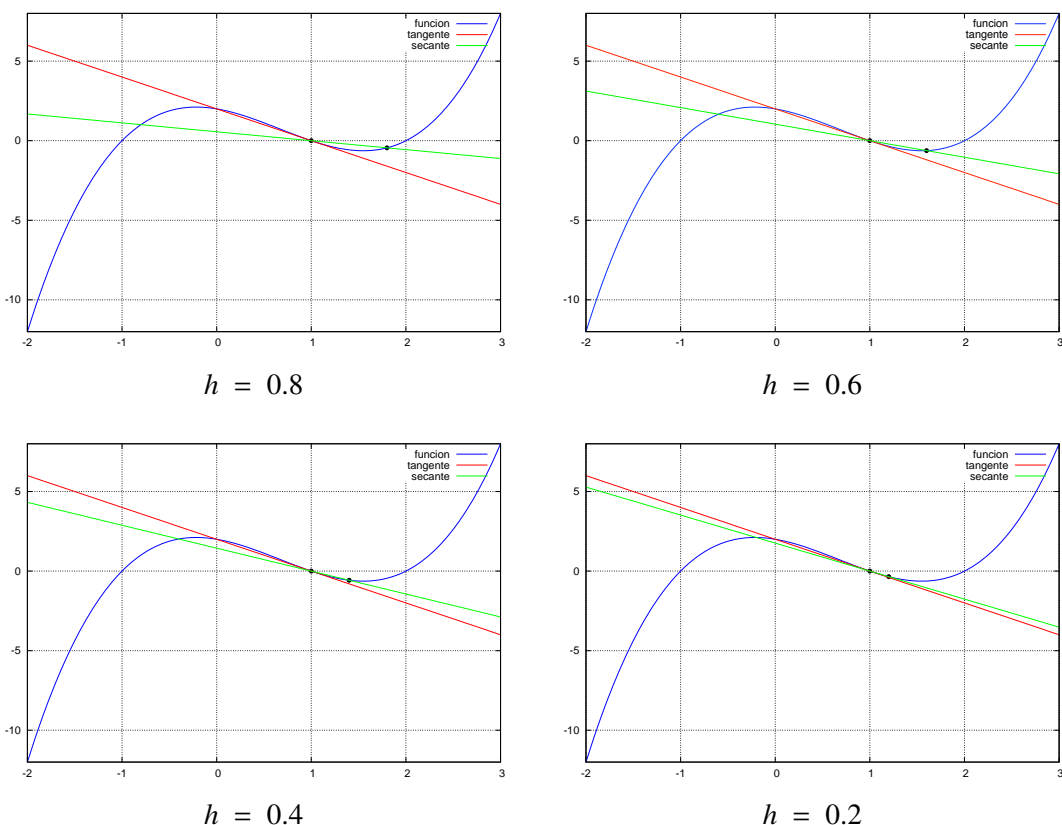 funcion
tangente
secante
5
0
-5
-10
-2 -1 0 1 2 3
h = 0.8
funcion
tangente
secante
5
0
-5
-10
-2 -1 0 1 2 3
h = 0.6
funcion
tangente
secante
5
0
-5
-10
-2 -1 0 1 2 3
h = 0.4
funcion
tangente
secante
5
0
-5
-10
-2 -1 0 1 2 3
h = 0.2